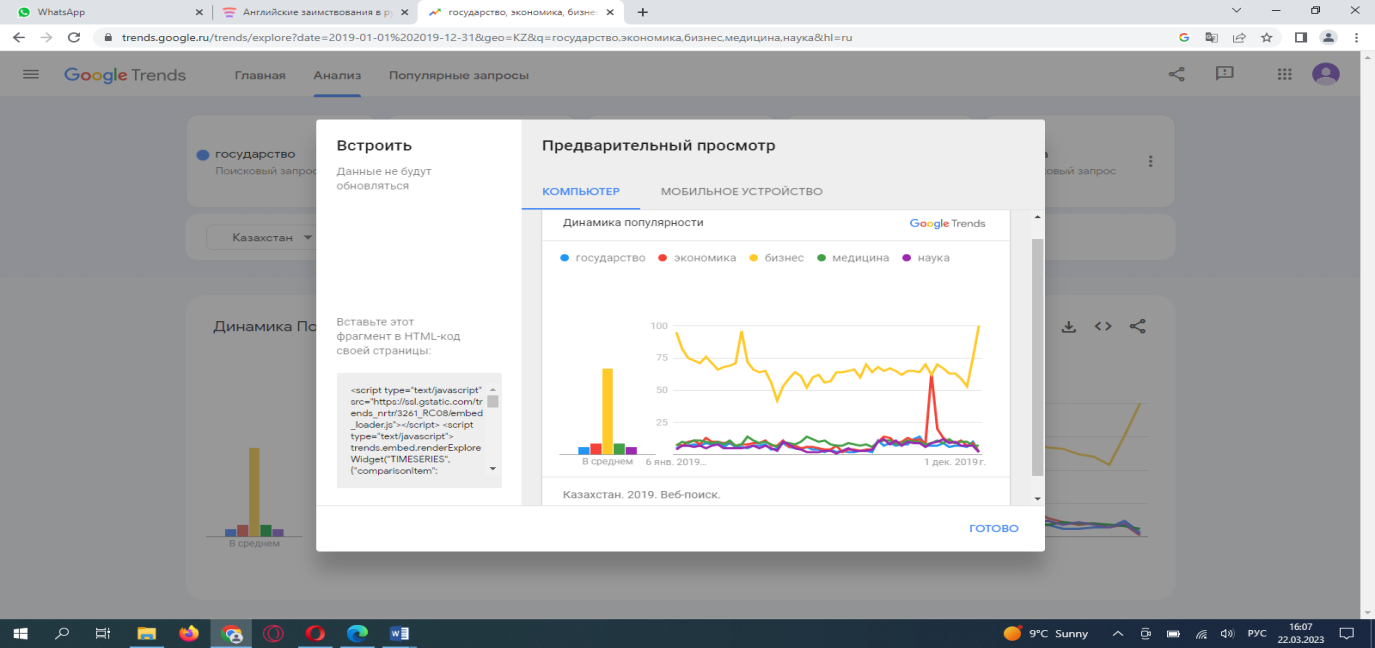 WhatsApp
Английские заимствования в ру
государство, экономика, бизнес
trends.google.ru/trends/explore?date=2019-01-01%202019-12-31&geo=KZ&q=государство,экономика,бизнес,медицина,наука&hl=ru
Google Trends
Главная
Анализ
Популярные запросы
государство
Поисковый запрос
овый запрос
Казахстан
Динамика По
В среднем
Встроить
Данные не будут
обновляться
Вставьте этот
фрагмент в HTML-код
своей страницы:
<script type="text/javascript"
src="https://ssl.gstatic.com/tr
ends_nrtr/3261_RC08/embed
_loader.js"></script> <script
type="text/javascript">
trends.embed.renderExplore
Widget("TIMESERIES",
{"comparisonItem":
Предварительный просмотр
КОМПЬЮТЕР
МОБИЛЬНОЕ УСТРОЙСТВО
Динамика популярности
Google Trends
государство экономика бизнес медицина наука
100
75
50
25
В среднем
6 янв. 2019…
1 дек. 2019 г.
Казахстан. 2019. Веб-поиск.
ГОТОВО
9°C Sunny
РУС
16:07
22.03.2023